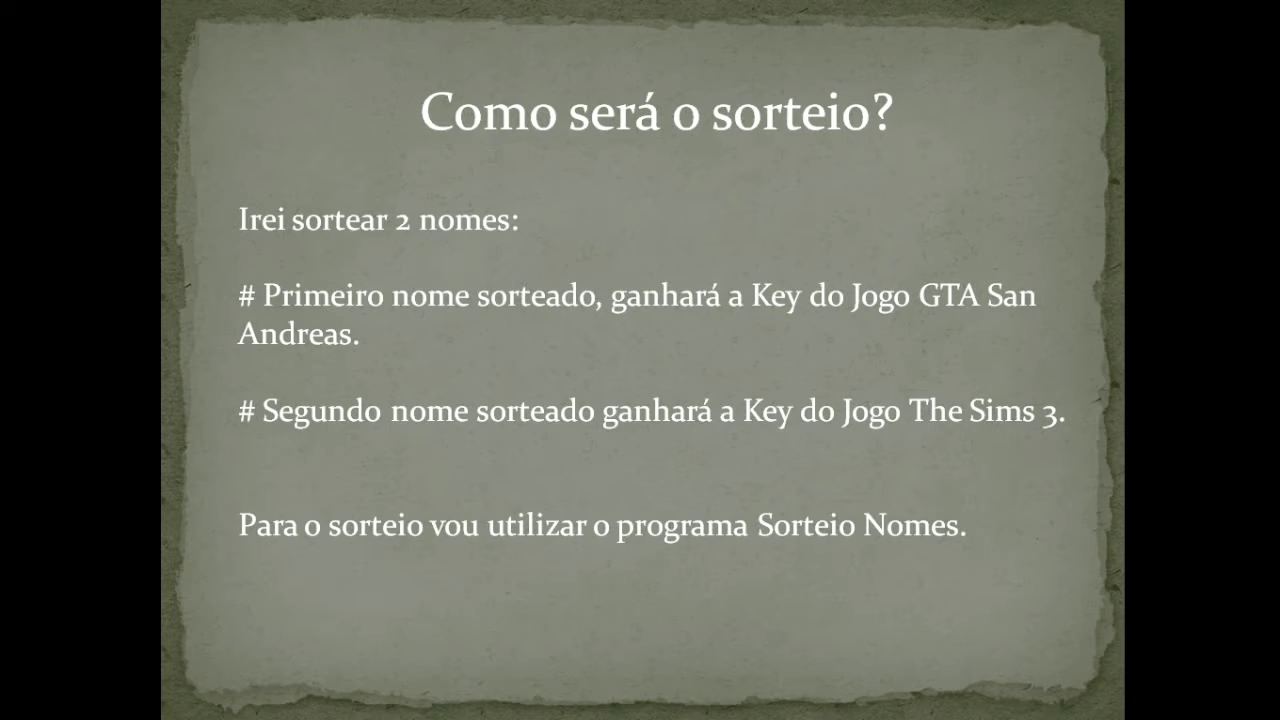 Como será o sorteio?
Irei sortear 2 nomes:
# Primeiro nome sorteado, ganhará a Key do Jogo GTA San
Andreas.
# Segundo nome sorteado ganhará a Key do Jogo The Sims 3.
Para o sorteio vou utilizar o programa Sorteio Nomes.